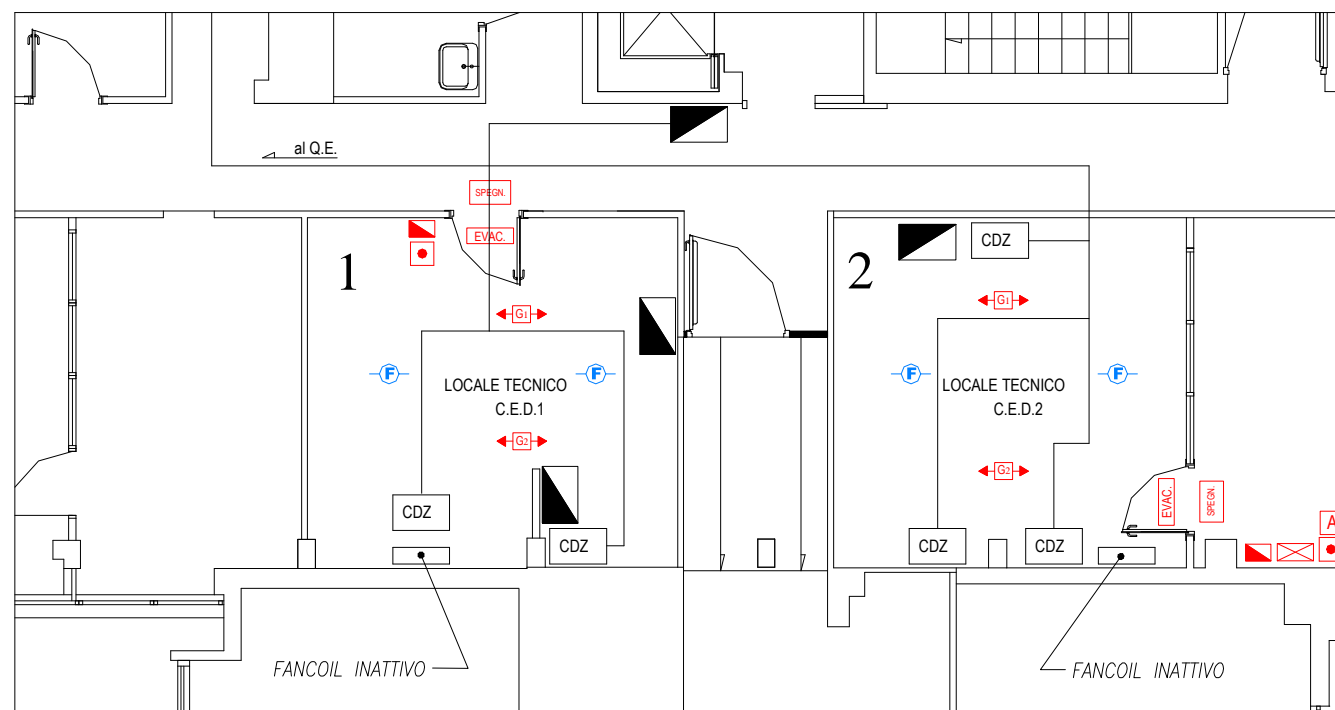 al Q.E.
SPEGN.
EVAC.
1
2
CDZ
G1
G1
F
F
F
F
LOCALE TECNICO
C.E.D.1
LOCALE TECNICO
C.E.D.2
G2
G2
EVAC.
SPEGN.
CDZ
CDZ
CDZ
CDZ
A
FANCOIL INATTIVO
FANCOIL INATTIVO